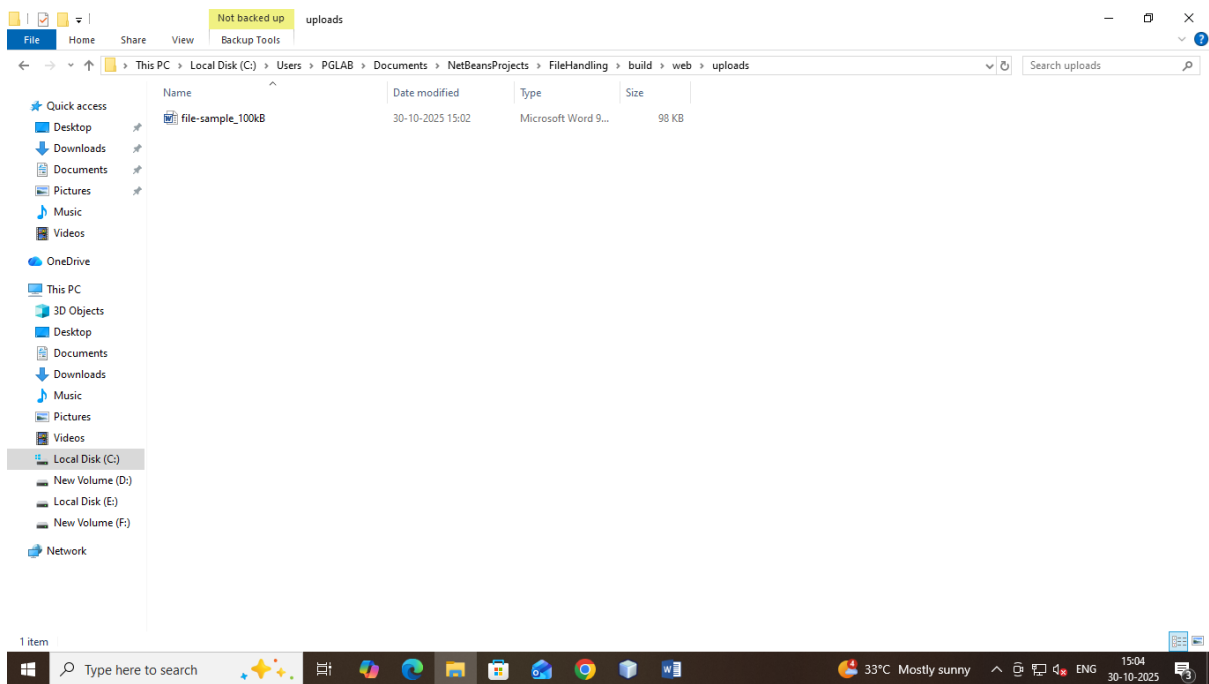 Not backed up uploads
File Home Share View Backup Tools
This PC > Local Disk (C:) > Users > PGLAB > Documents > NetBeansProjects > FileHandling > build > web > uploads
Search uploads
Name Date modified Type Size
file-sample_100kB 30-10-2025 15:02 Microsoft Word 9... 98 KB
Quick access
Desktop
Downloads
Documents
Pictures
Music
Videos
OneDrive
This PC
3D Objects
Desktop
Documents
Downloads
Music
Pictures
Videos
Local Disk (C:)
New Volume (D:)
Local Disk (E:)
New Volume (F:)
Network
1 item
Type here to search
33°C Mostly sunny
ENG
15:04
30-10-2025
3